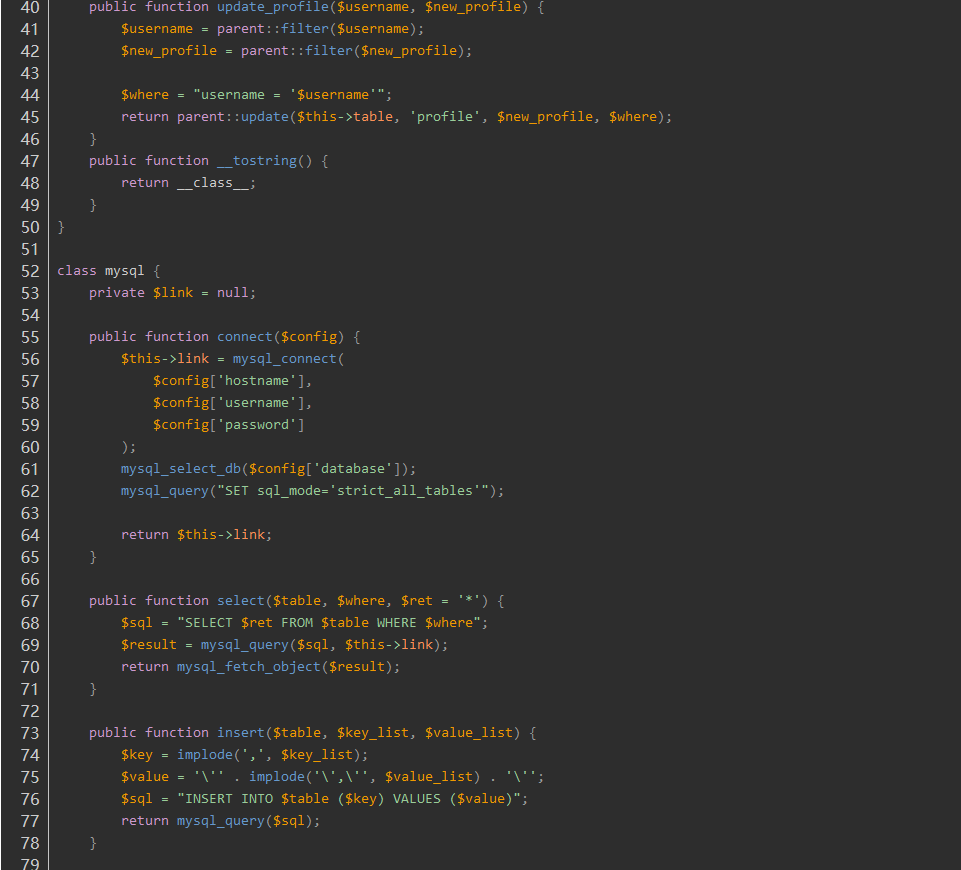 40 public function update_profile($username, $new_profile) {
41 $username = parent::filter($username);
42 $new_profile = parent::filter($new_profile);
43
44 $where = "username = '$username'";
45 return parent::update($this->table, 'profile', $new_profile, $where);
46 }
47 public function __tostring() {
48 return __class__;
49 }
50 }
51
52 class mysql {
53 private $link = null;
54
55 public function connect($config) {
56 $this->link = mysql_connect(
57 $config['hostname'],
58 $config['username'],
59 $config['password']
60 );
61 mysql_select_db($config['database']);
62 mysql_query("SET sql_mode='strict_all_tables'");
63
64 return $this->link;
65 }
66
67 public function select($table, $where, $ret = '*') {
68 $sql = "SELECT $ret FROM $table WHERE $where";
69 $result = mysql_query($sql, $this->link);
70 return mysql_fetch_object($result);
71 }
72
73 public function insert($table, $key_list, $value_list) {
74 $key = implode(',', $key_list);
75 $value = '\'' . implode('\',\'', $value_list) . '\'';
76 $sql = "INSERT INTO $table ($key) VALUES ($value)";
77 return mysql_query($sql);
78 }
79